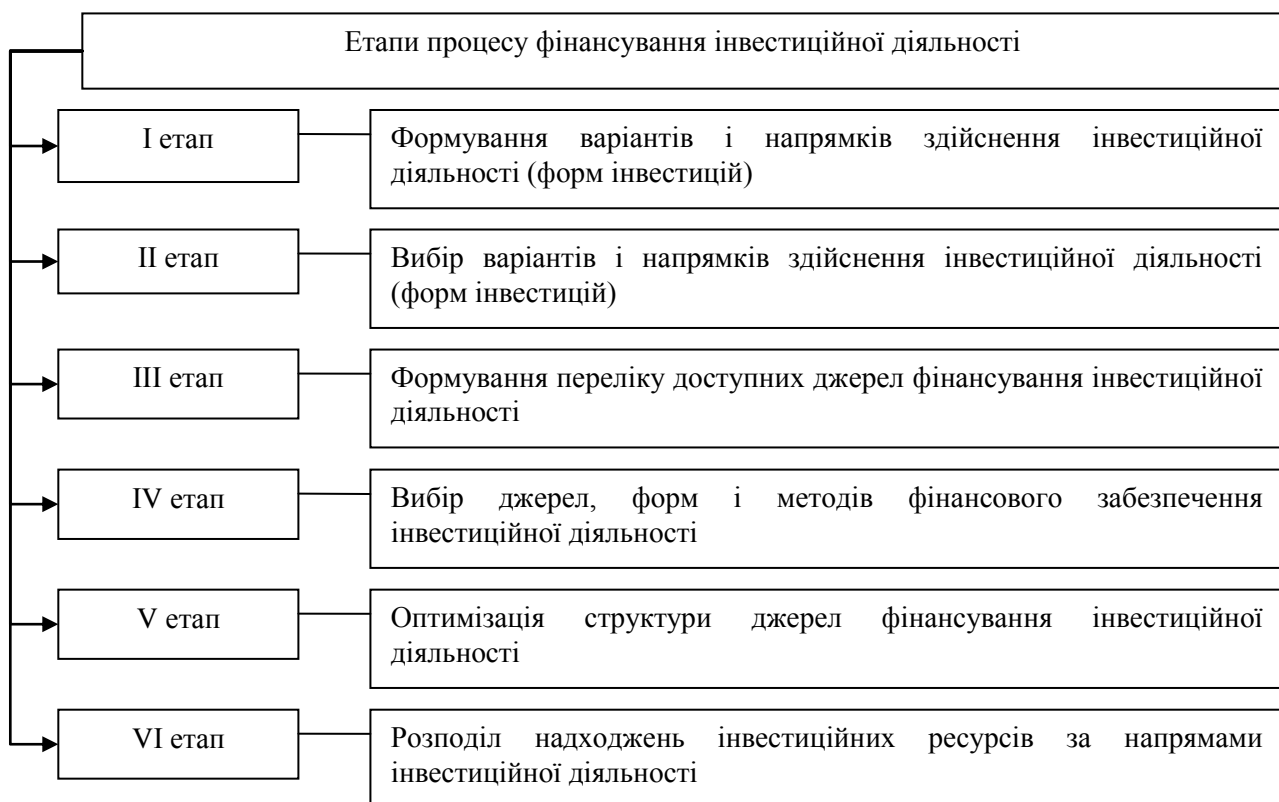 Етапи процесу фінансування інвестиційної діяльності
І етап
Формування варіантів і напрямків здійснення інвестиційної
діяльності (форм інвестицій)
ІІ етап
Вибір варіантів і напрямків здійснення інвестиційної діяльності
(форм інвестицій)
ІІІ етап
Формування переліку доступних джерел фінансування інвестиційної
діяльності
IV етап
Вибір джерел, форм і методів фінансового забезпечення
інвестиційної діяльності
V етап
Оптимізація структури джерел фінансування інвестиційної
діяльності
VI етап
Розподіл надходжень інвестиційних ресурсів за напрямами
інвестиційної діяльності